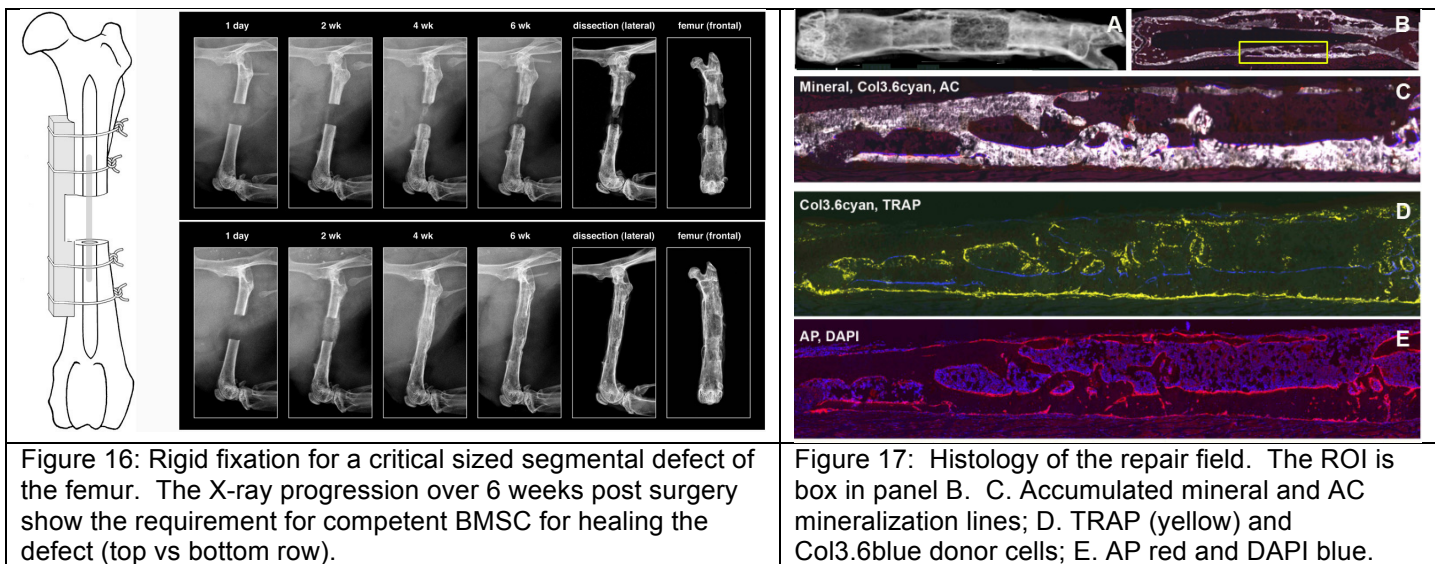 1 day 2 wk 4 wk 6 wk dissection (lateral) femur (frontal)
1 day 2 wk 4 wk 6 wk dissection (lateral) femur (frontal)
Figure 16: Rigid fixation for a critical sized segmental defect of
the femur. The X-ray progression over 6 weeks post surgery
show the requirement for competent BMSC for healing the
defect (top vs bottom row).
A
B
Mineral, Col3.6cyan, AC
C
Col3.6cyan, TRAP
D
AP, DAPI
E
Figure 17: Histology of the repair field. The ROI is
box in panel B. C. Accumulated mineral and AC
mineralization lines; D. TRAP (yellow) and
Col3.6blue donor cells; E. AP red and DAPI blue.